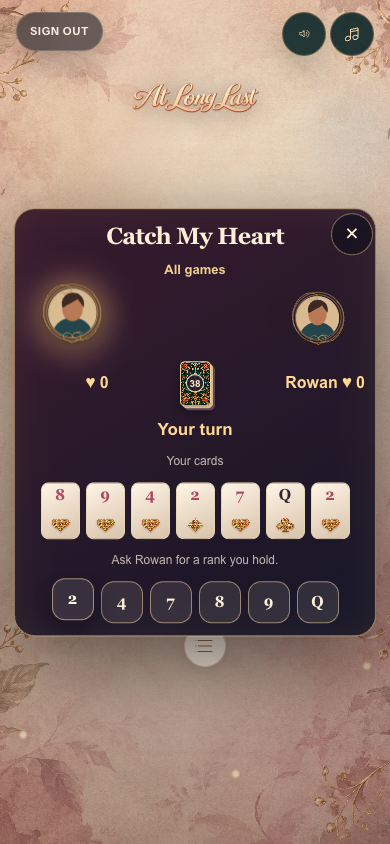 SIGN OUT
At Long Last
Catch My Heart
All games
♥ 0
Rowan ♥ 0
38
Your turn
Your cards
8 9 4 2 7 Q 2
Ask Rowan for a rank you hold.
2 4 7 8 9 Q